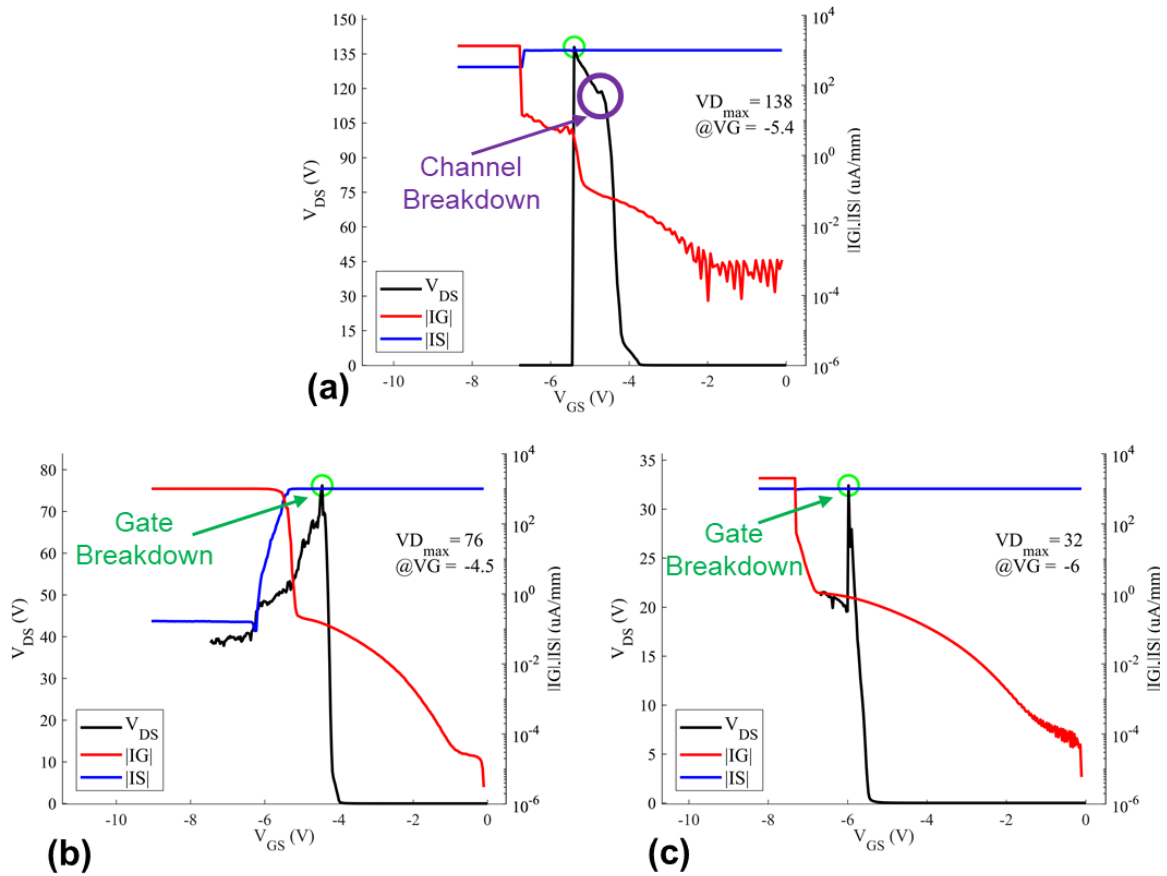 150
135
120
105
90
75
60
45
30
15
0
V_DS (V)
10^4
10^2
10^0
10^-2
10^-4
10^-6
||IG|,||IS| (uA/mm)
VD_max = 138
@VG = -5.4
Channel
Breakdown
V_DS
|IG|
|IS|
-10
-8
-6
-4
-2
0
V_GS (V)
(a)
80
70
60
50
40
30
20
10
0
V_DS (V)
10^4
10^2
10^0
10^-2
10^-4
10^-6
||IG|,||IS| (uA/mm)
Gate
Breakdown
VD_max = 76
@VG = -4.5
V_DS
|IG|
|IS|
-10
-8
-6
-4
-2
0
V_GS (V)
(b)
35
30
25
20
15
10
5
0
V_DS (V)
10^4
10^2
10^0
10^-2
10^-4
10^-6
||IG|,||IS| (uA/mm)
Gate
Breakdown
VD_max = 32
@VG = -6
V_DS
|IG|
|IS|
-10
-8
-6
-4
-2
0
V_GS (V)
(c)